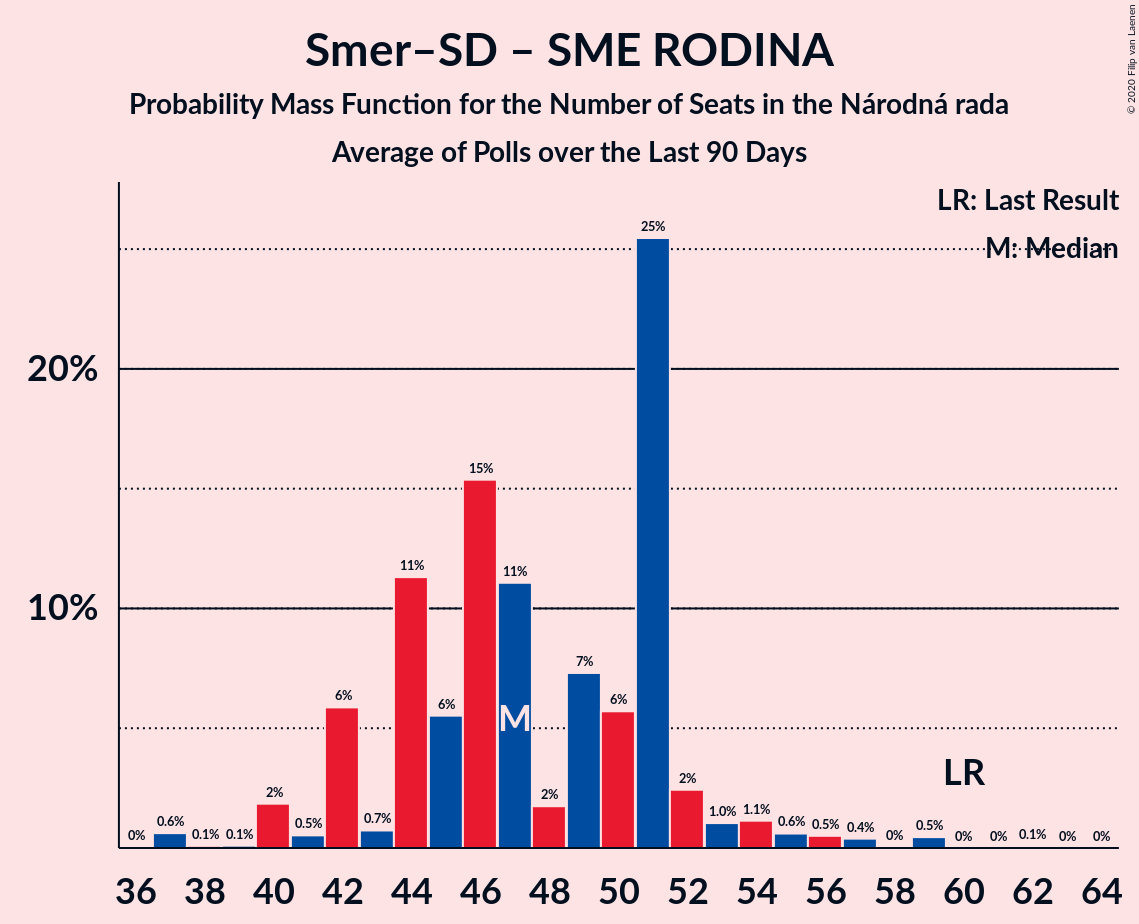 Smer–SD – SME RODINA
Probability Mass Function for the Number of Seats in the Národná rada
Average of Polls over the Last 90 Days
© 2020 Filip van Laenen
LR: Last Result
M: Median
20%
10%
0% 0.6% 0.1% 0.1% 2% 0.5% 6% 0.7% 11% 6% 15% 11% 2% 7% 6% 25% 2% 1.0% 1.1% 0.6% 0.5% 0.4% 0% 0.5% 0% 0% 0.1% 0% 0%
M
LR
36 38 40 42 44 46 48 50 52 54 56 58 60 62 64